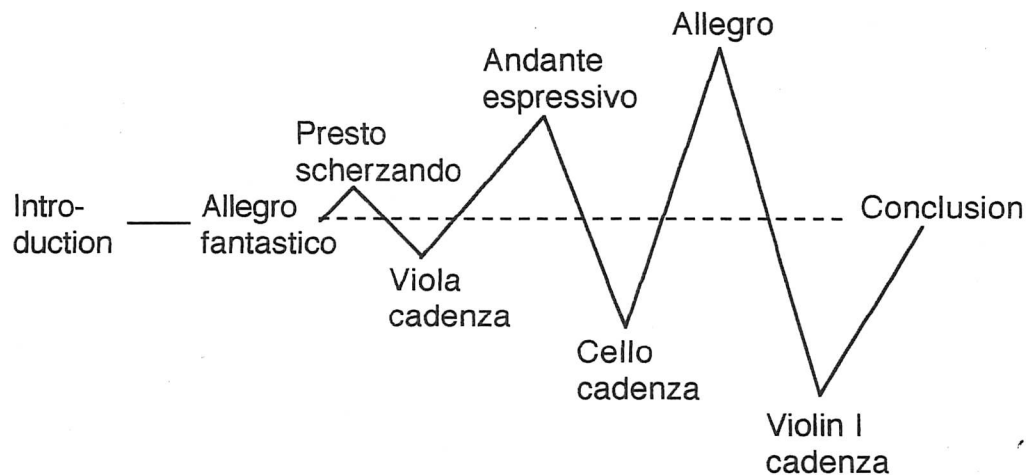 Allegro
Andante
espressivo
Presto
scherzando
Intro-
duction
Allegro
fantastico
Conclusion
Viola
cadenza
Cello
cadenza
Violin I
cadenza